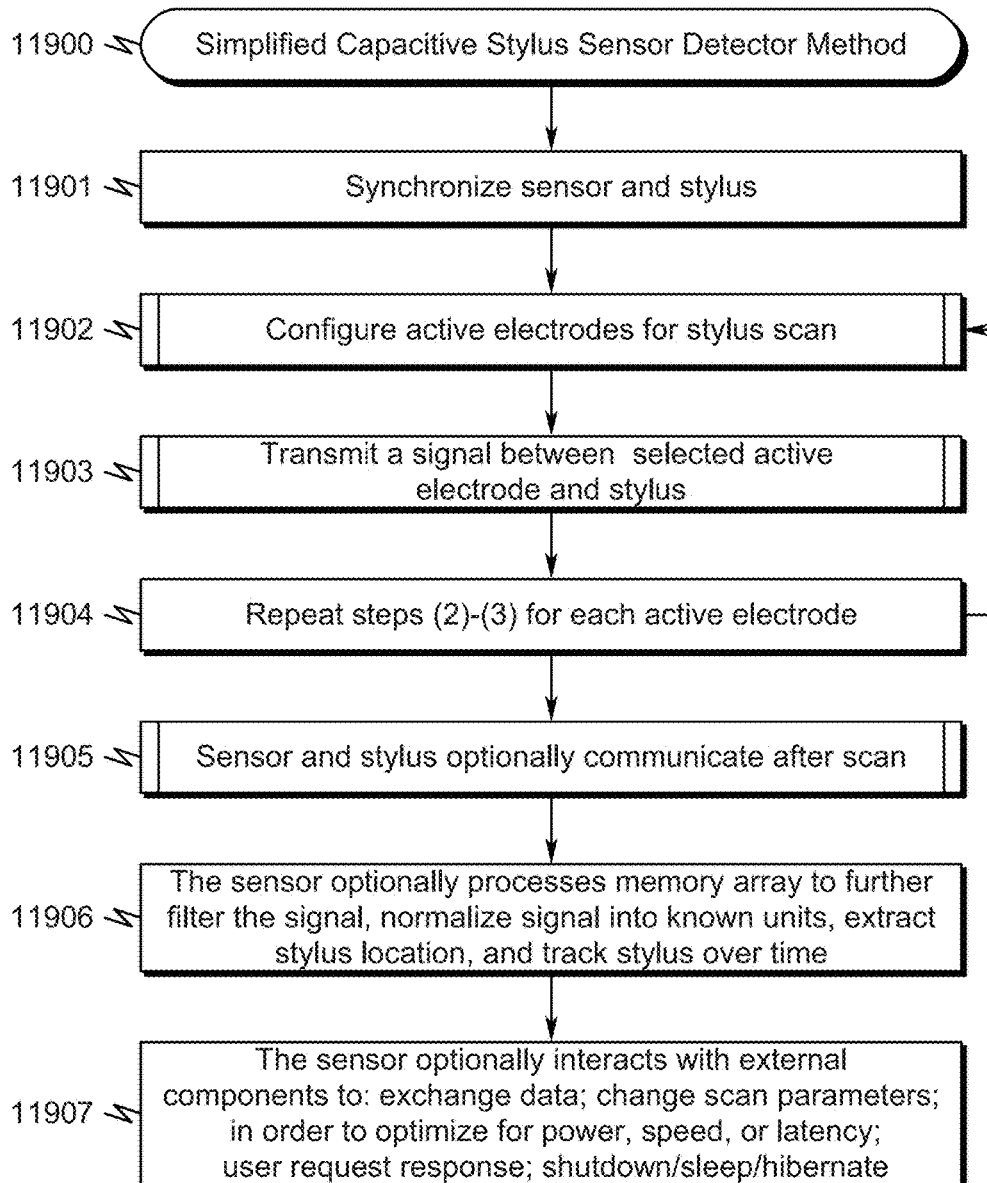 11900 Simplified Capacitive Stylus Sensor Detector Method
11901 Synchronize sensor and stylus
11902 Configure active electrodes for stylus scan
11903 Transmit a signal between selected active
electrode and stylus
11904 Repeat steps (2)-(3) for each active electrode
11905 Sensor and stylus optionally communicate after scan
11906 The sensor optionally processes memory array to further
filter the signal, normalize signal into known units, extract
stylus location, and track stylus over time
11907 The sensor optionally interacts with external
components to: exchange data; change scan parameters;
in order to optimize for power, speed, or latency;
user request response; shutdown/sleep/hibernate